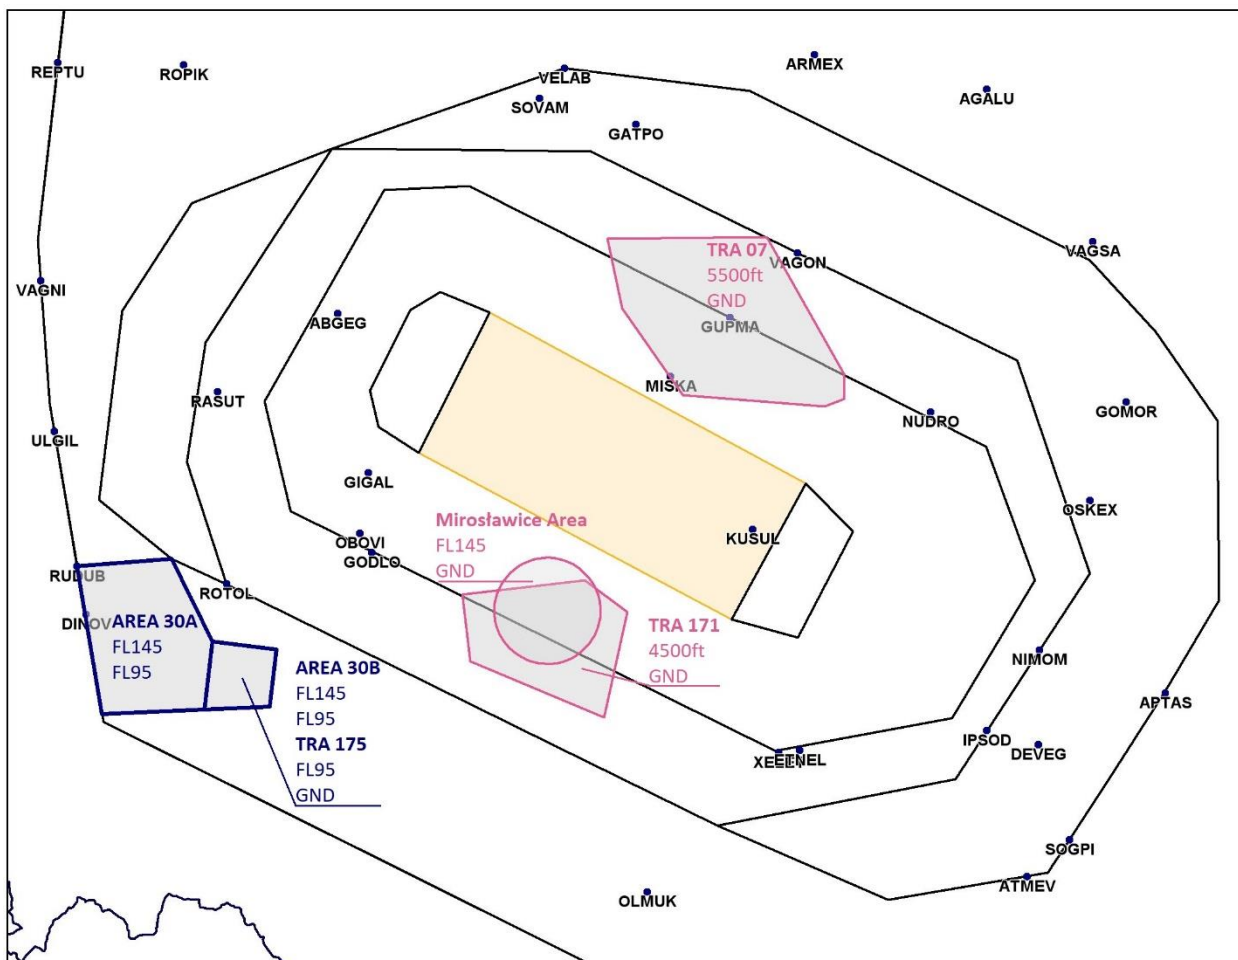 REPTU
ROPIK
VELAB
ARMEX
SOVAM
AGALU
GATPO
VAGSA
TRA 07
5500ft
GND
VAGON
VAGNI
ABGEG
GUPMA
MISKA
RASUT
NUDRO
GOMOR
ULGIL
GIGAL
OSKEX
Mirosławice Area
FL145
GND
KUSUL
OBOVI
GODLO
RUDUB
ROTOL
DINOV
AREA 30A
FL145
FL95
TRA 171
4500ft
GND
AREA 30B
FL145
FL95
TRA 175
FL95
GND
NIMOM
APTAS
IPSOD
DEVEG
ETNEL
SOGPI
ATMEV
OLMUK